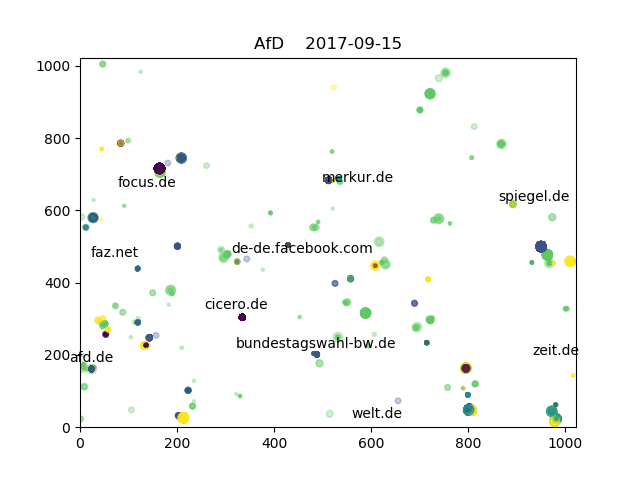 AfD    2017-09-15
1000
800
merkur.de
focus.de
spiegel.de
600
faz.net
de-de.facebook.com
400
cicero.de
bundestagswahl-bw.de
zeit.de
200
afd.de
welt.de
0
0 200 400 600 800 1000